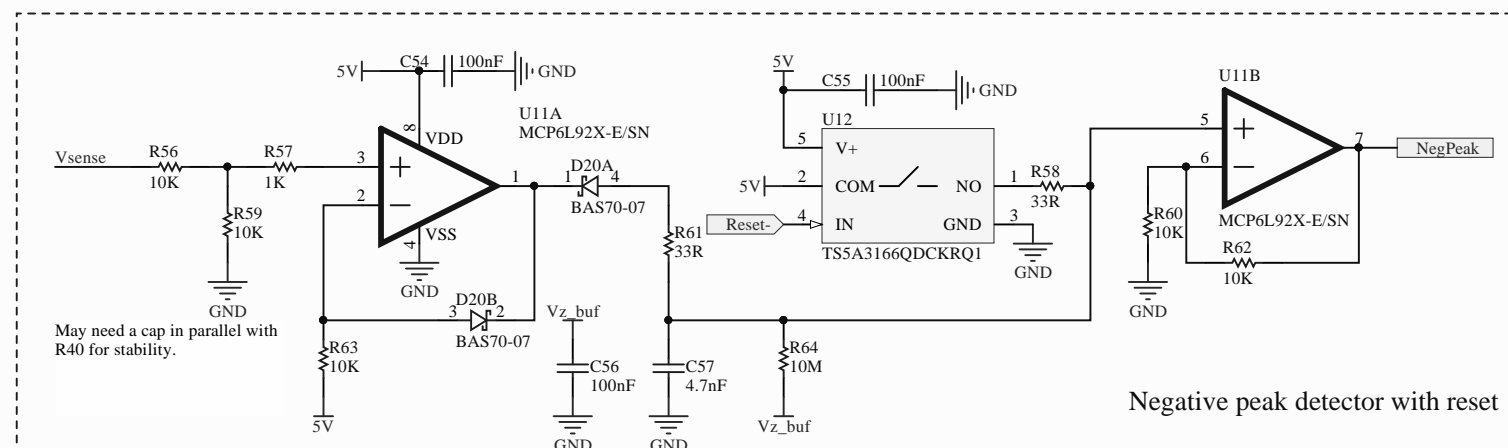 5V
C54
100nF
GND
U11A
MCP6L92X-E/SN
8
VDD
Vsense
R56
10K
R57
1K
3
2
1
VSS
4
GND
R59
10K
GND
D20A
1
4
BAS70-07
R61
33R
D20B
3
2
BAS70-07
R63
10K
5V
May need a cap in parallel with
R40 for stability.
Vz_buf
C56
100nF
GND
C57
4.7nF
GND
R64
10M
Vz_buf
5V
C55
100nF
GND
U12
5
V+
5V
2
COM
NO
1
R58
33R
Reset-
4
IN
GND
3
GND
TS5A3166QDCKRQ1
U11B
5
6
7
NegPeak
MCP6L92X-E/SN
R60
10K
GND
R62
10K
Negative peak detector with reset